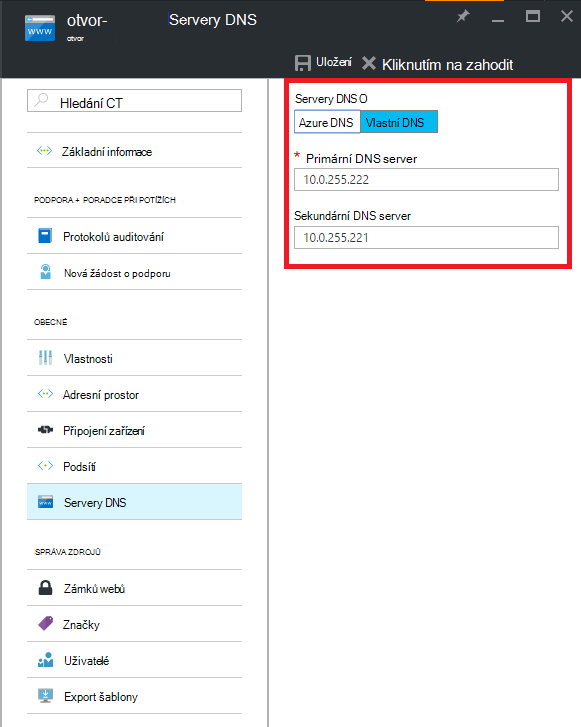 otvor-
otvor
Servery DNS
Uložení
Kliknutím na zahodit
Hledání CT
Základní informace
PODPORA + PORADCE PŘI POTÍŽÍCH
Protokolů auditování
Nová žádost o podporu
OBECNÉ
Vlastnosti
Adresní prostor
Připojení zařízení
Podsítí
Servery DNS
SPRÁVA ZDROJŮ
Zámků webů
Značky
Uživatelé
Export šablony
Servery DNS O
Azure DNS
Vlastní DNS
* Primární DNS server
10.0.255.222
Sekundární DNS server
10.0.255.221